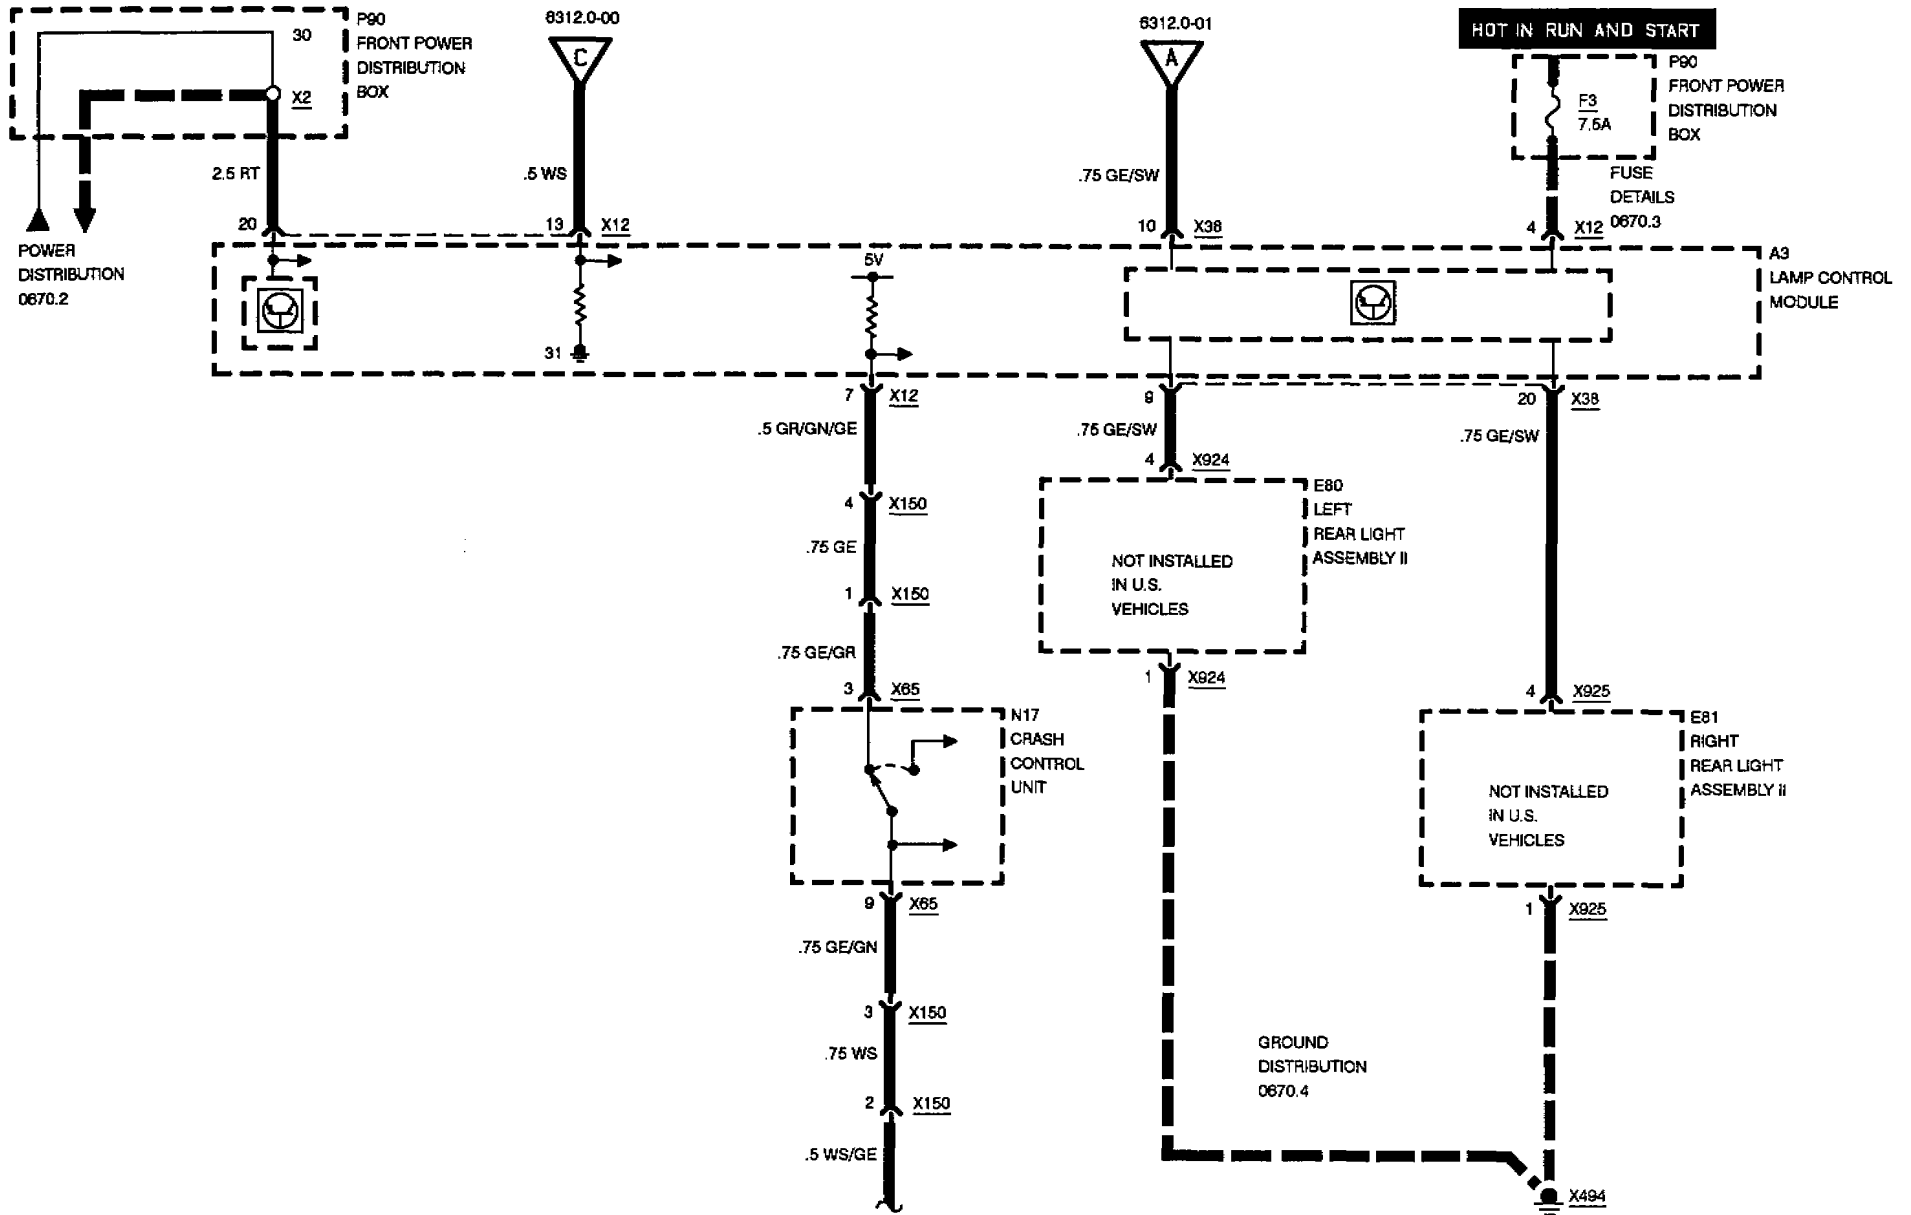 P90
FRONT POWER
DISTRIBUTION
BOX
30
X2
2.5 RT
20
POWER
DISTRIBUTION
0670.2
6312.0-00
C
.5 WS
13
X12
31
6312.0-01
A
.75 GE/SW
10
X38
HOT IN RUN AND START
P90
FRONT POWER
DISTRIBUTION
BOX
F3
7.5A
FUSE
DETAILS
0670.3
4
X12
A3
LAMP CONTROL
MODULE
5V
7
X12
.5 GR/GN/GE
4
X150
.75 GE
1
X150
.75 GE/GR
3
X65
N17
CRASH
CONTROL
UNIT
9
X65
.75 GE/GN
3
X150
.75 WS
2
X150
.5 WS/GE
9
.75 GE/SW
4
X924
E80
LEFT
REAR LIGHT
ASSEMBLY II
NOT INSTALLED
IN U.S.
VEHICLES
1
X924
20
X38
.75 GE/SW
4
X925
E81
RIGHT
REAR LIGHT
ASSEMBLY II
NOT INSTALLED
IN U.S.
VEHICLES
1
X925
GROUND
DISTRIBUTION
0670.4
X494